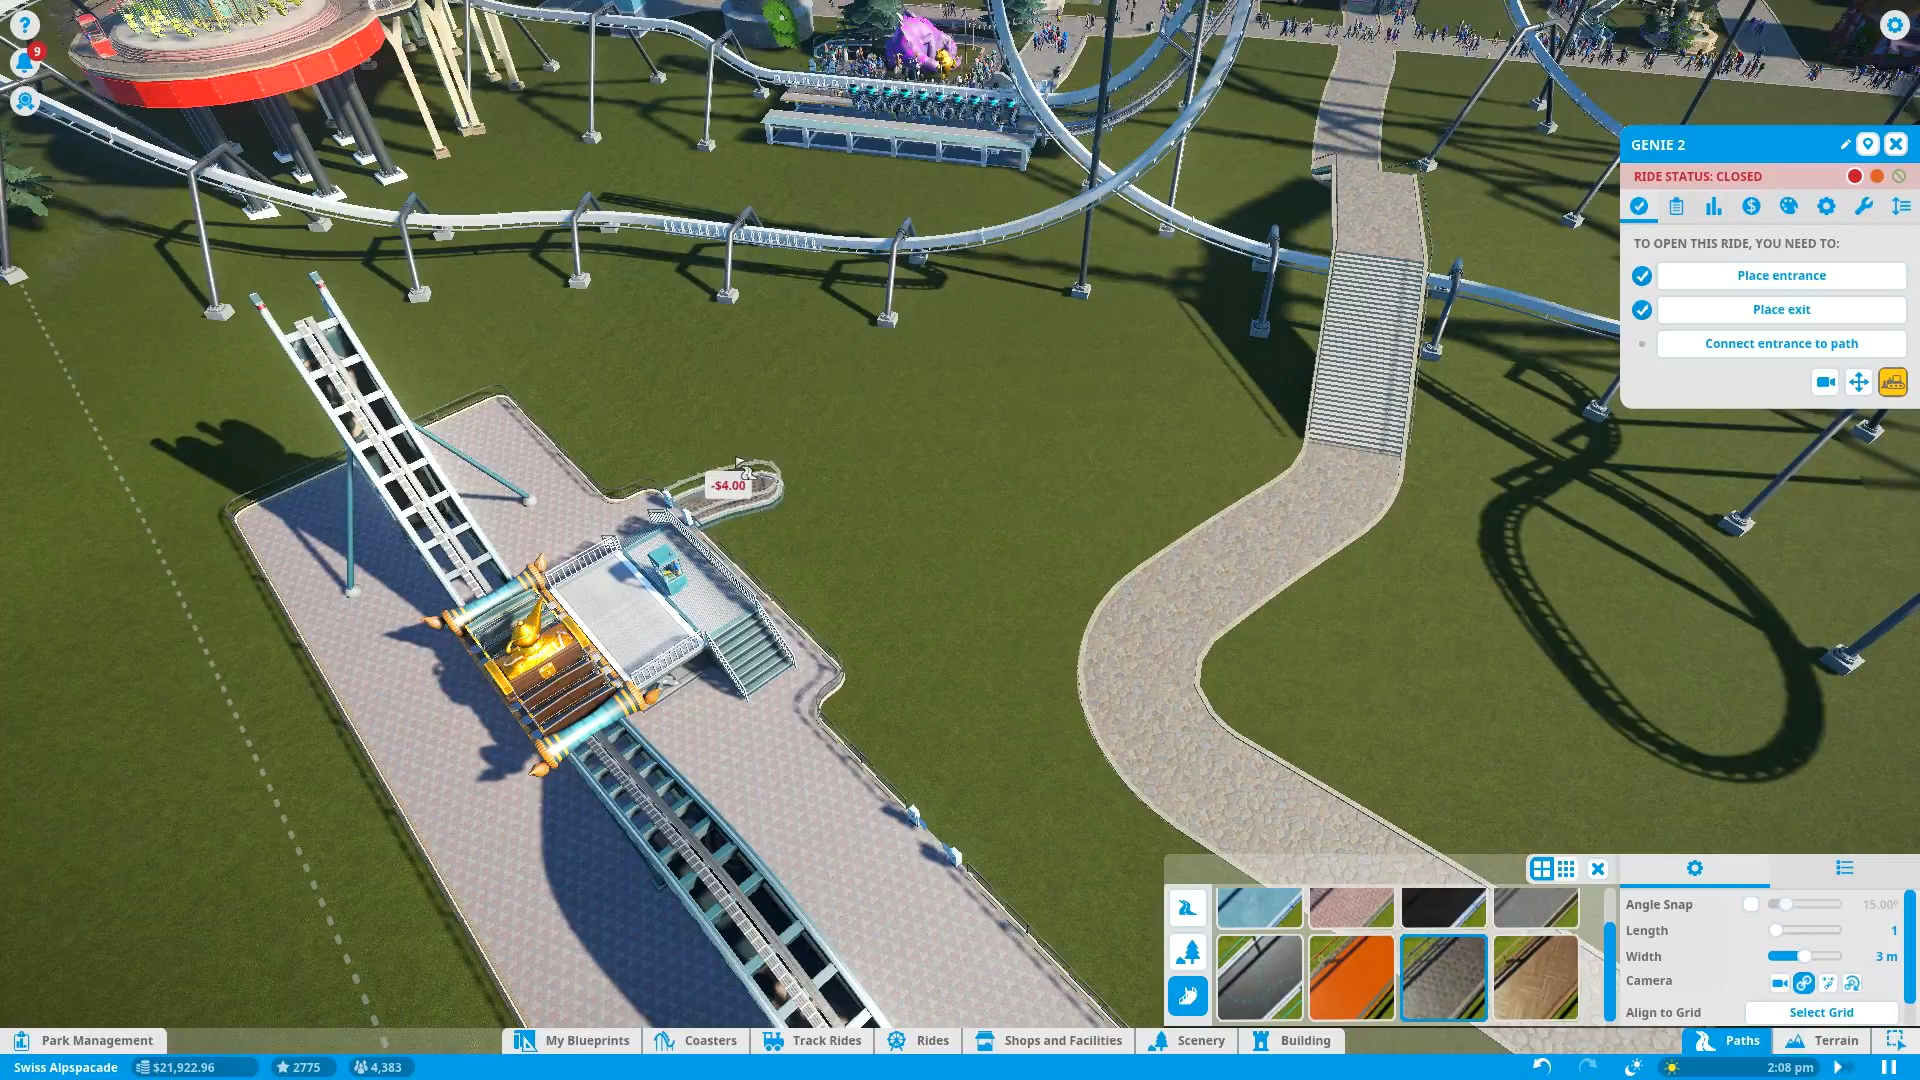 ?
9
GENIE 2
RIDE STATUS: CLOSED
TO OPEN THIS RIDE, YOU NEED TO:
Place entrance
Place exit
Connect entrance to path
-$4.00
Angle Snap 15.00°
Length 1
Width 3 m
Camera
Align to Grid Select Grid
Park Management My Blueprints Coasters Track Rides Rides Shops and Facilities Scenery Building Paths Terrain
Swiss Alpspacade $21,922.96 2775 4,383 2:08 pm